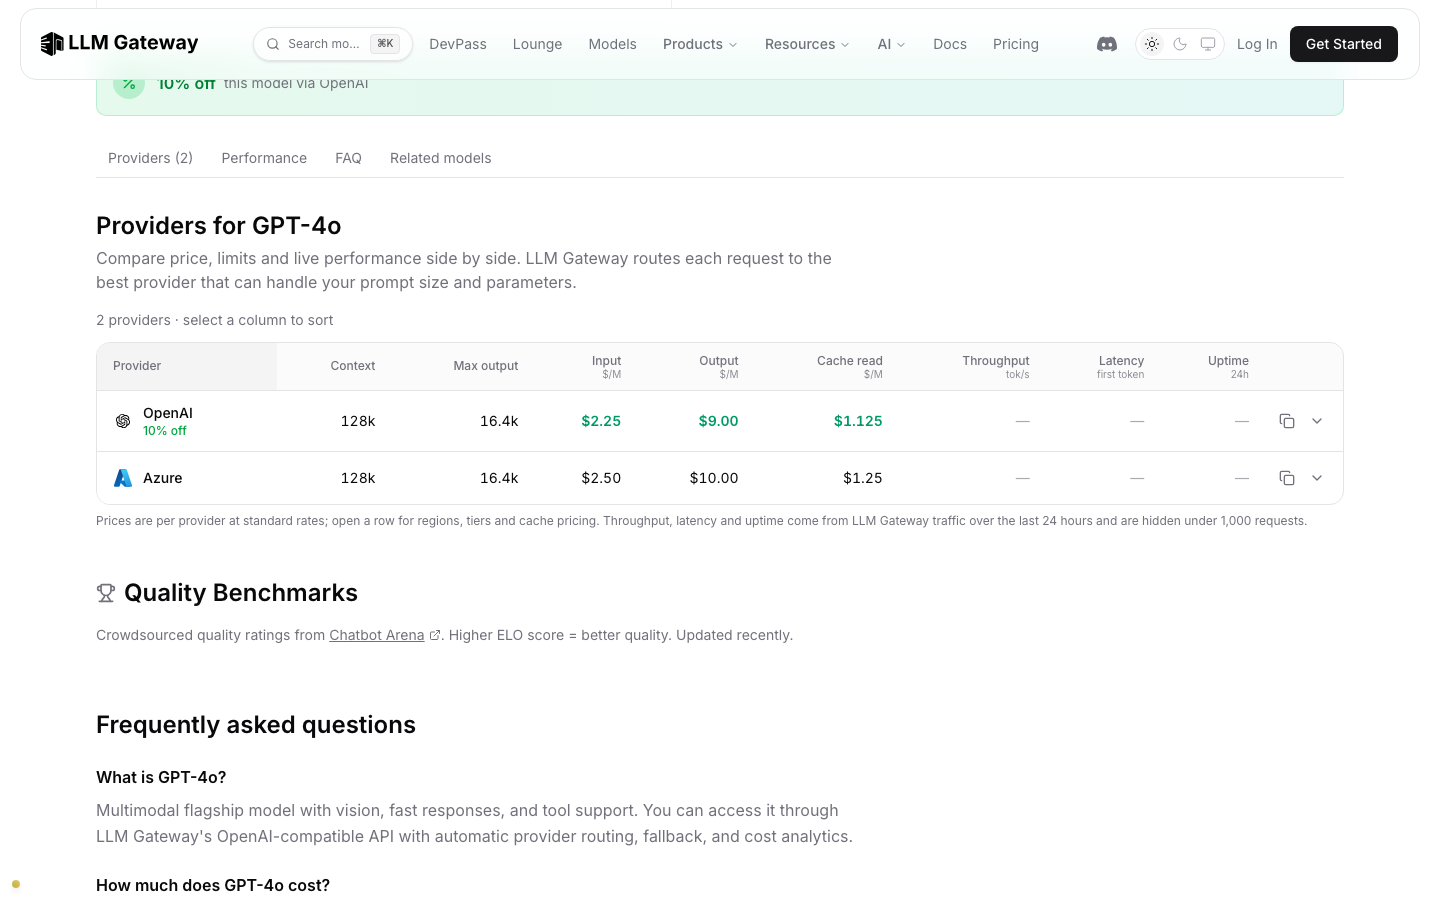 LLM Gateway
Search mo... ⌘K
DevPass
Lounge
Models
Products
Resources
AI
Docs
Pricing
Log In
Get Started
10% off this model via OpenAI
Providers (2)
Performance
FAQ
Related models
Providers for GPT-4o
Compare price, limits and live performance side by side. LLM Gateway routes each request to the
best provider that can handle your prompt size and parameters.
2 providers · select a column to sort
Provider Context Max output Input $/M Output $/M Cache read $/M Throughput tok/s Latency first token Uptime 24h
OpenAI 10% off 128k 16.4k $2.25 $9.00 $1.125 — — —
Azure 128k 16.4k $2.50 $10.00 $1.25 — — —
Prices are per provider at standard rates; open a row for regions, tiers and cache pricing. Throughput, latency and uptime come from LLM Gateway traffic over the last 24 hours and are hidden under 1,000 requests.
Quality Benchmarks
Crowdsourced quality ratings from Chatbot Arena. Higher ELO score = better quality. Updated recently.
Frequently asked questions
What is GPT-4o?
Multimodal flagship model with vision, fast responses, and tool support. You can access it through
LLM Gateway's OpenAI-compatible API with automatic provider routing, fallback, and cost analytics.
How much does GPT-4o cost?